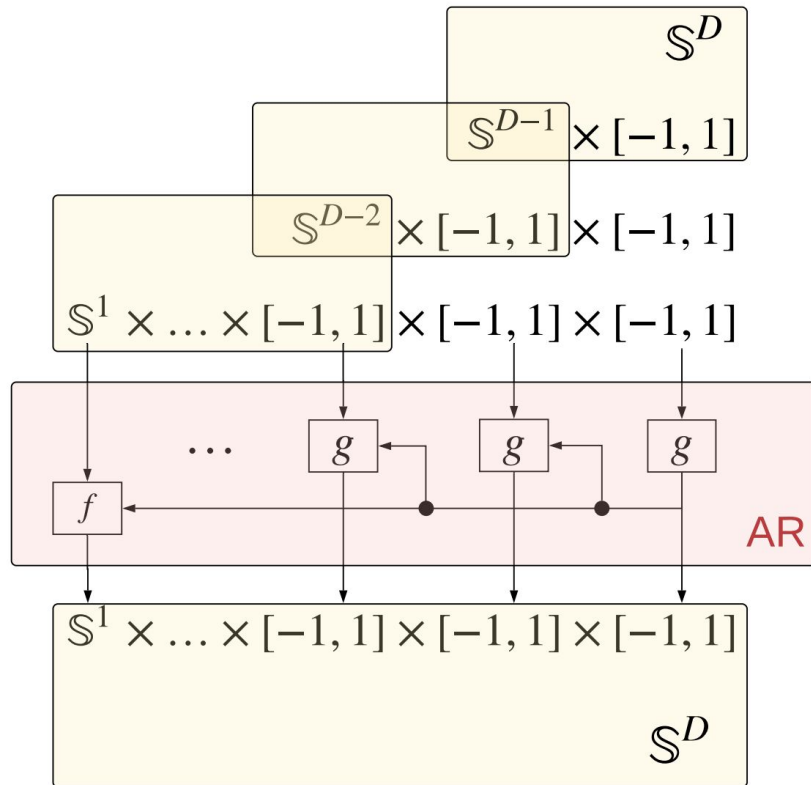 𝕊^D
𝕊^{D−1} × [−1, 1]
𝕊^{D−2} × [−1, 1] × [−1, 1]
𝕊^1 × … × [−1, 1] × [−1, 1] × [−1, 1]
… g g g
f
AR
𝕊^1 × … × [−1, 1] × [−1, 1] × [−1, 1]
𝕊^D